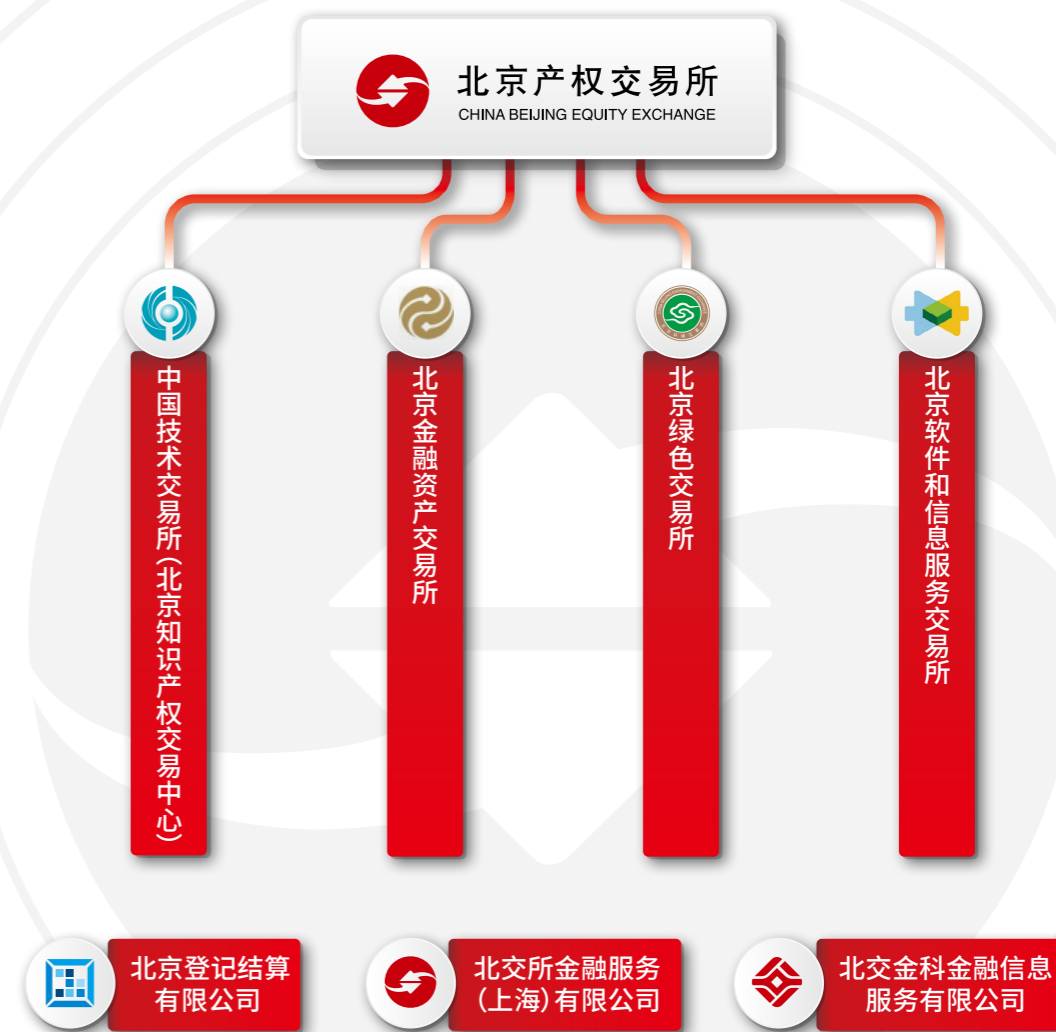 北京产权交易所
CHINA BEIJING EQUITY EXCHANGE
中国技术交易所(北京知识产权交易中心)
北京金融资产交易所
北京绿色交易所
北京软件和信息服务交易所
北京登记结算
有限公司
北交所金融服务
(上海)有限公司
北交金科金融信息
服务有限公司